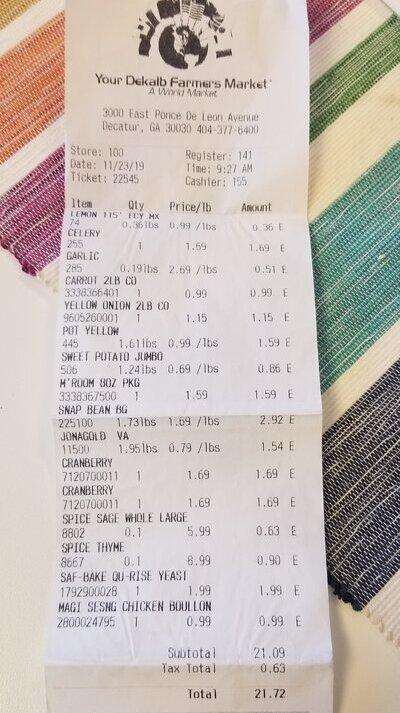 Your Dekalb Farmers Market
A World Market
3000 East Ponce De Leon Avenue
Decatur, GA 30030 404-377-6400
Store: 100 Register: 141
Date: 11/23/19 Time: 9:27 AM
Ticket: 22545 Cashier: 155
Item Qty Price/lb Amount
LEMON 115' FCY MX
74 0.36lbs 0.99 /lbs 0.36 E
CELERY
255 1 1.69 1.69 E
GARLIC
285 0.19lbs 2.69 /lbs 0.51 E
CARROT 2LB CO
3338366401 1 0.99 0.99 E
YELLOW ONION 2LB CO
9605260001 1 1.15 1.15 E
POT YELLOW
445 1.61lbs 0.99 /lbs 1.59 E
SWEET POTATO JUMBO
506 1.24lbs 0.69 /lbs 0.86 E
M'ROOM 8OZ PKG
3338367500 1 1.59 1.59 E
SNAP BEAN BG
225100 1.73lbs 1.69 /lbs 2.92 E
JONAGOLD VA
11500 1.95lbs 0.79 /lbs 1.54 E
CRANBERRY
7120700011 1 1.69 1.69 E
CRANBERRY
7120700011 1 1.69 1.69 E
SPICE SAGE WHOLE LARGE
8802 0.1 5.99 0.63 E
SPICE THYME
8667 0.1 8.99 0.90 E
SAF-BAKE QU-RISE YEAST
1792900028 1 1.99 1.99 E
MAGI SESNG CHICKEN BOULLON
2800024795 1 0.99 0.99 E
Subtotal 21.09
Tax Total 0.63
Total 21.72